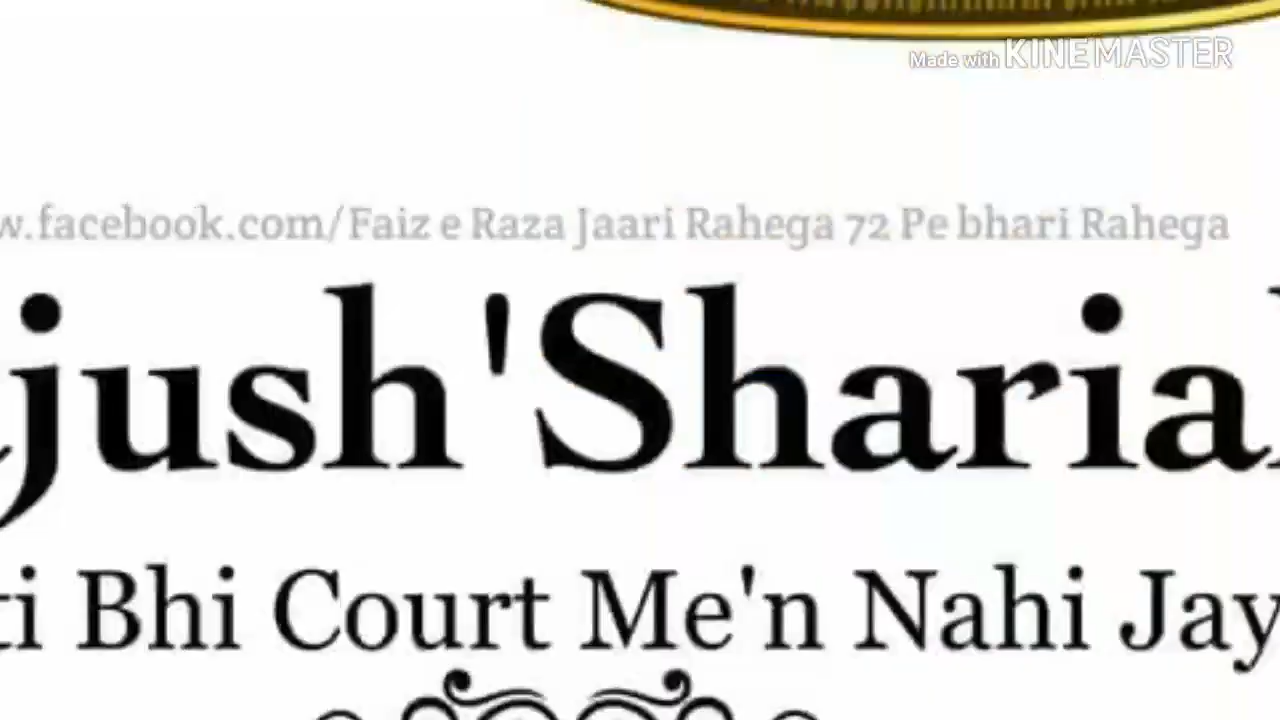 Made with KINEMASTER
w.facebook.com/Faiz e Raza Jaari Rahega 72 Pe bhari Rahega
jush'Sharia
ti Bhi Court Me'n Nahi Jay